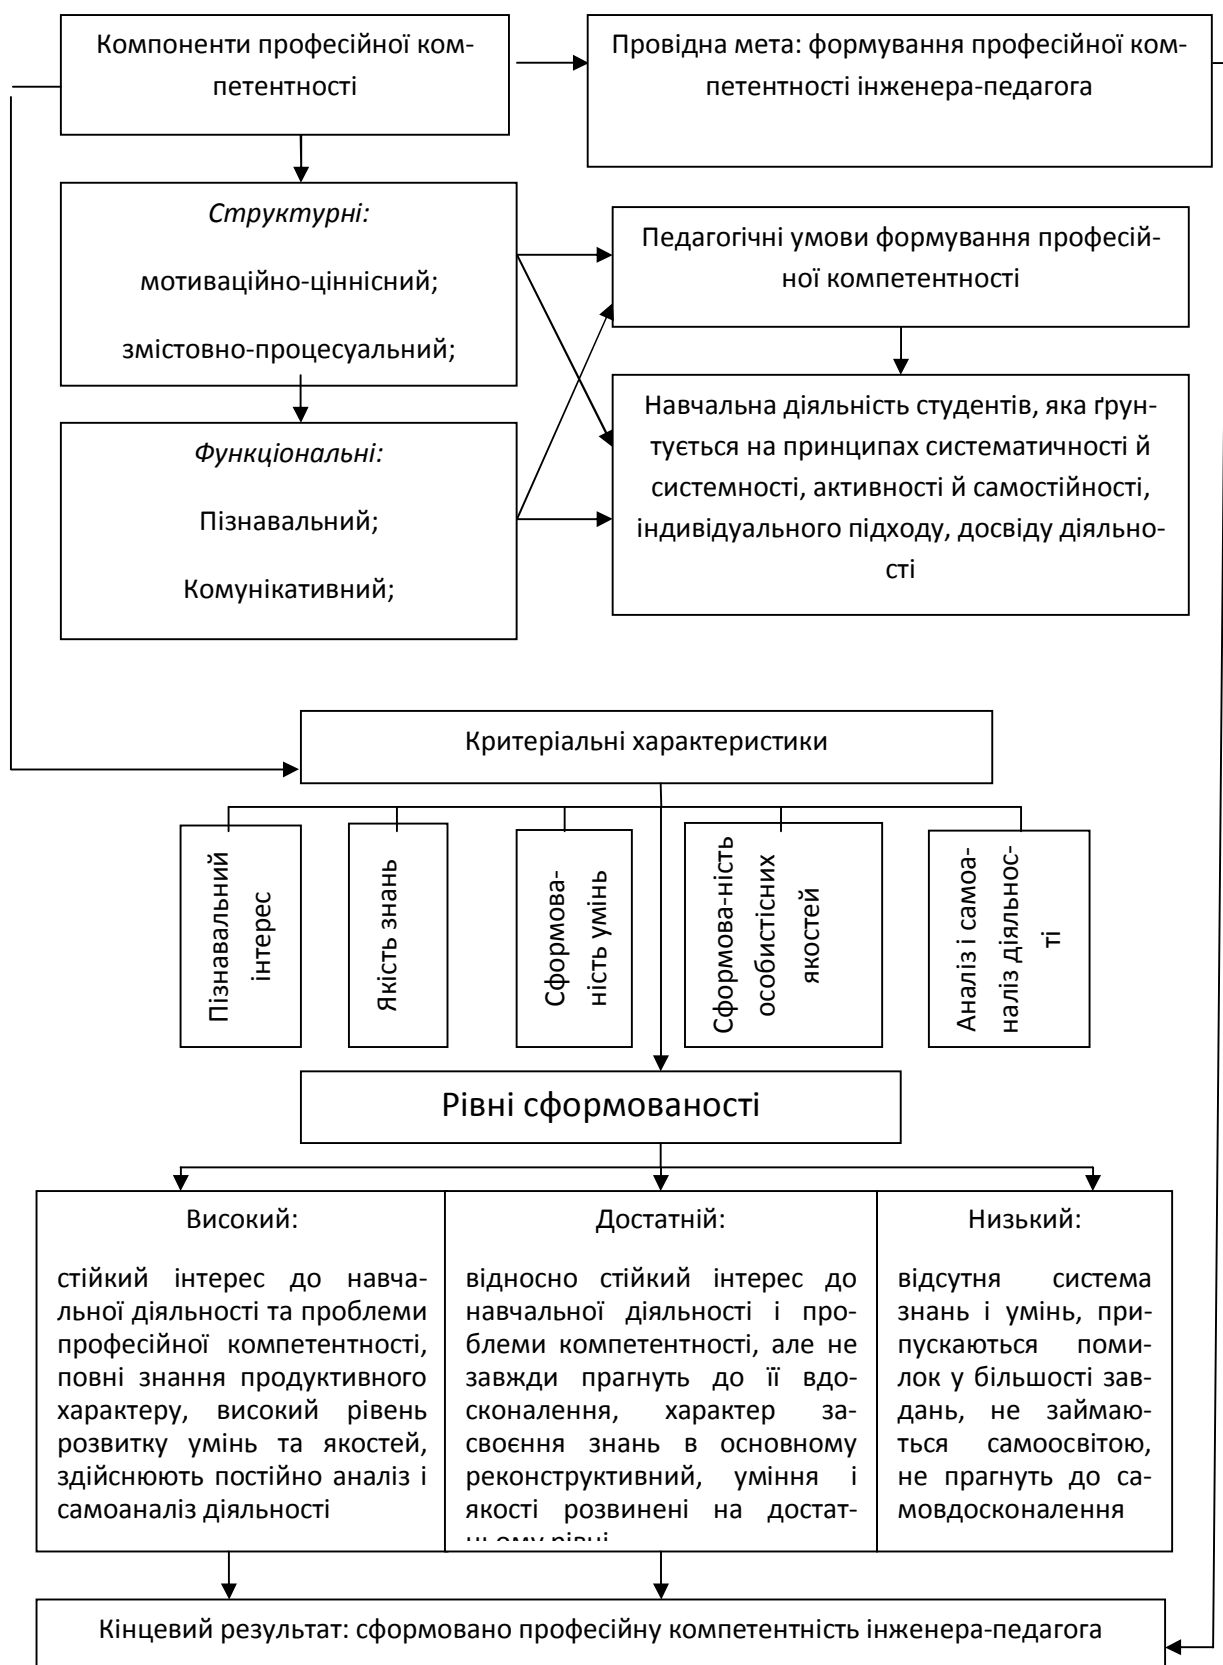 Компоненти професійної ком-
петентності
Провідна мета: формування професійної ком-
петентності інженера-педагога
Структурні:
мотиваційно-ціннісний;
змістовно-процесуальний;
Педагогічні умови формування професій-
ної компетентності
Функціональні:
Пізнавальний;
Комунікативний;
Навчальна діяльність студентів, яка ґрун-
тується на принципах систематичності й
системності, активності й самостійності,
індивідуального підходу, досвіду діяльно-
сті
Критеріальні характеристики
Пізнавальний
інтерес
Якість знань
Сформова-
ність умінь
Сформова-ність
особистісних
якостей
Аналіз і самоа-
наліз діяльнос-
ті
Рівні сформованості
Високий:
стійкий інтерес до навча-
льної діяльності та проблеми
професійної компетентності,
повні знання продуктивного
характеру, високий рівень
розвитку умінь та якостей,
здійснюють постійно аналіз і
самоаналіз діяльності
Достатній:
відносно стійкий інтерес до
навчальної діяльності і про-
блеми компетентності, але не
завжди прагнуть до її вдо-
сконалення, характер за-
своєння знань в основному
реконструктивний, уміння і
якості розвинені на достат-
ньому рівні
Низький:
відсутня система
знань і умінь, при-
пускаються поми-
лок у більшості зав-
дань, не займаю-
ться самоосвітою,
не прагнуть до са-
мовдосконалення
Кінцевий результат: сформовано професійну компетентність інженера-педагога